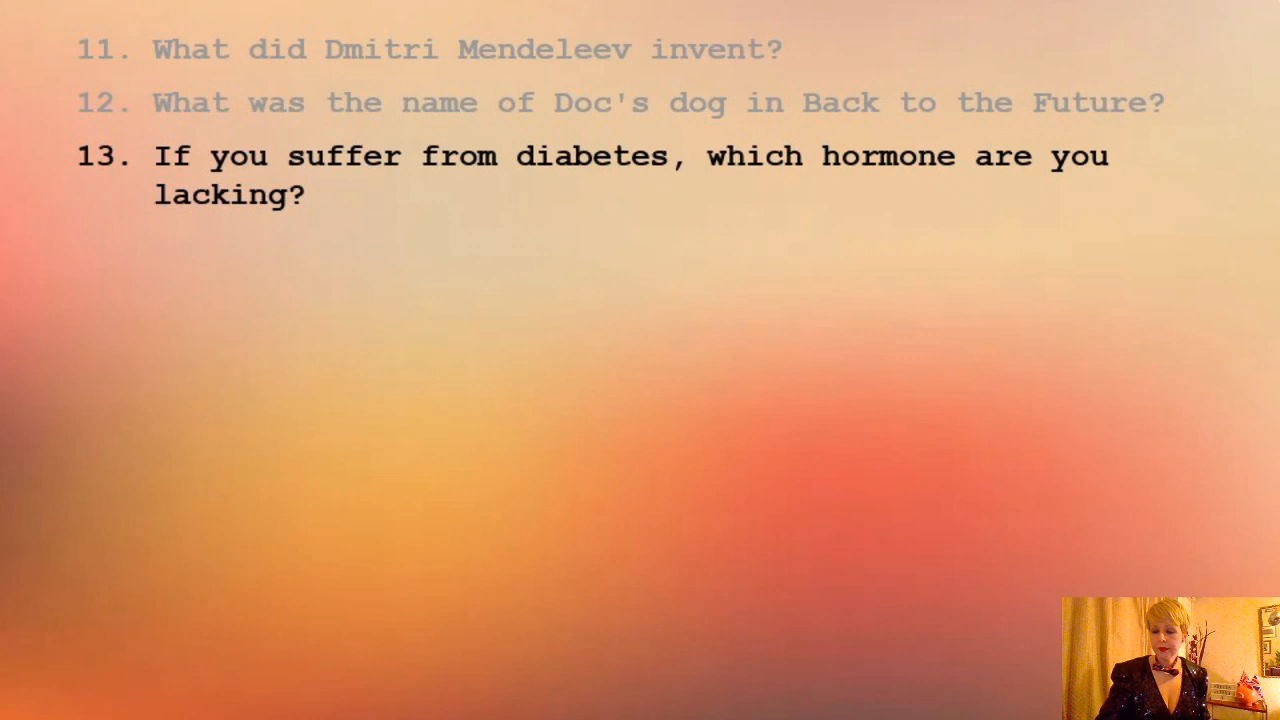 11. What did Dmitri Mendeleev invent?
12. What was the name of Doc's dog in Back to the Future?
13. If you suffer from diabetes, which hormone are you
lacking?